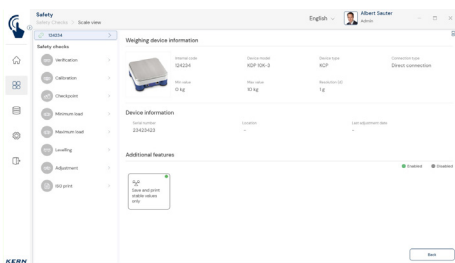 Safety
Safety Checks > Scale view
English
Albert Sauter
Admin
124234
Safety checks
Verification
Calibration
Checkpoint
Minimum load
Maximum load
Levelling
Adjustment
ISO print
Weighing device information
Internal code
124234
Device model
KDP 10K-3
Device type
KCP
Connection type
Direct connection
Min value
0 kg
Max value
10 kg
Resolution (d)
1 g
Device information
Serial number
23423423
Location
-
Last adjustment date
-
Additional features
Enabled
Disabled
Save and print
stable values
only
Back
KERN